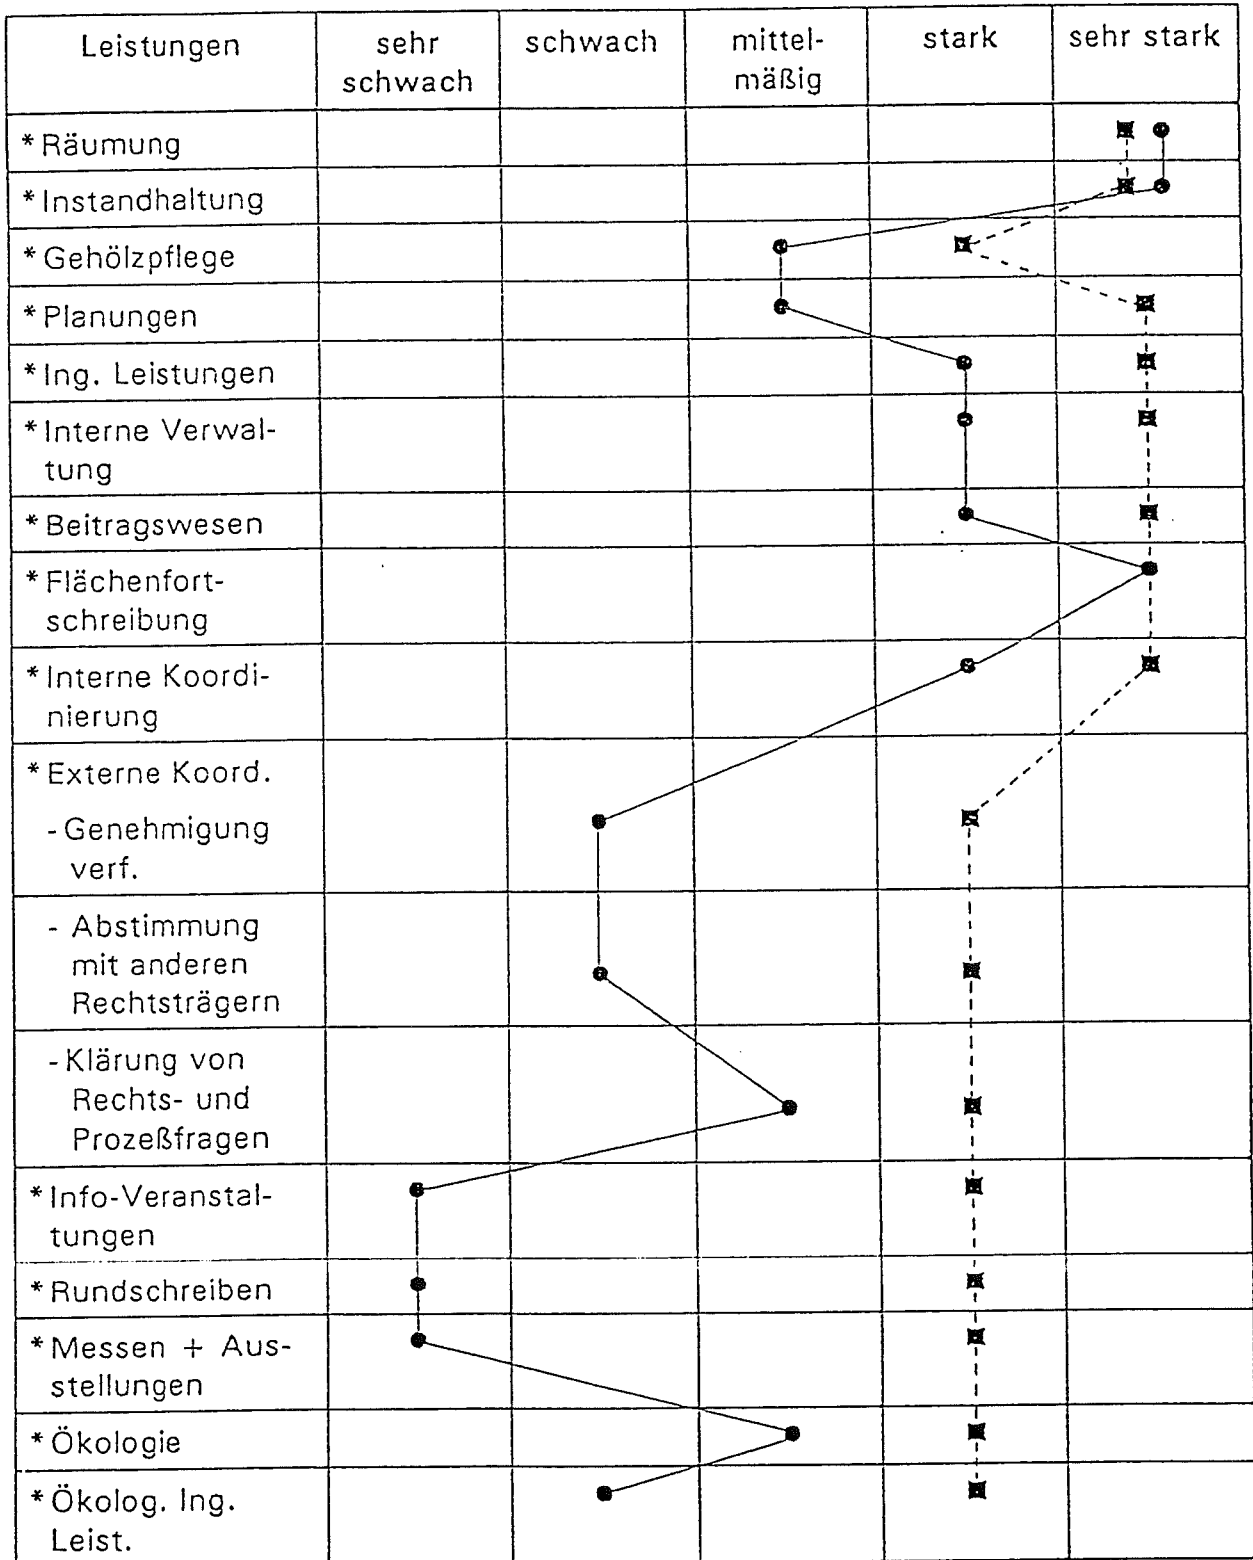 Leistungen
sehr
schwach
schwach
mittel-
mäßig
stark
sehr stark
* Räumung
* Instandhaltung
* Gehölzpflege
* Planungen
* Ing. Leistungen
* Interne Verwal-
tung
* Beitragswesen
* Flächenfort-
schreibung
* Interne Koordi-
nierung
* Externe Koord.
- Genehmigung
verf.
- Abstimmung
mit anderen
Rechtsträgern
- Klärung von
Rechts- und
Prozeßfragen
* Info-Veranstal-
tungen
* Rundschreiben
* Messen + Aus-
stellungen
* Ökologie
* Ökolog. Ing.
Leist.